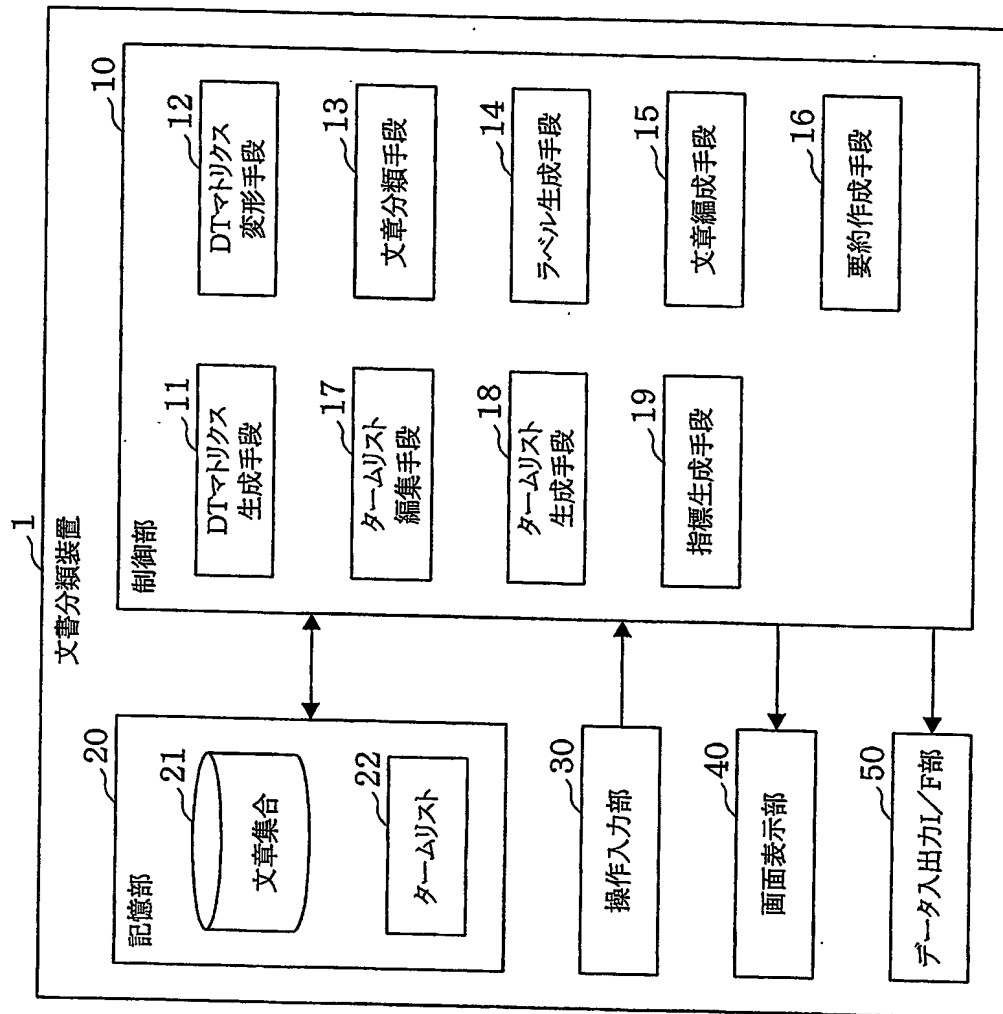 1
文書分類装置
20
記憶部
21
文章集合
22
タームリスト
30
操作入力部
40
画面表示部
50
データ入出力I/F部
10
制御部
11
DTマトリクス
生成手段
17
タームリスト
編集手段
18
タームリスト
生成手段
19
指標生成手段
12
DTマトリクス
変形手段
13
文章分類手段
14
ラベル生成手段
15
文章編成手段
16
要約作成手段